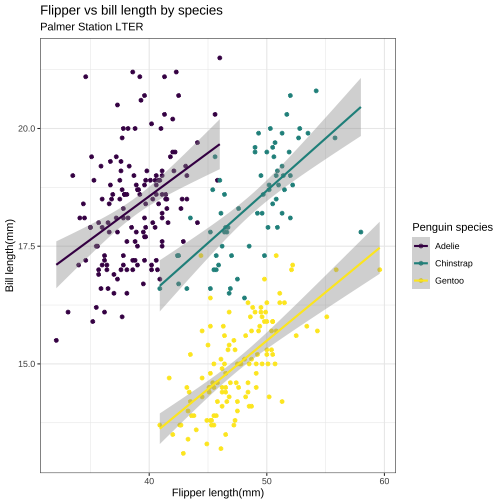 Flipper vs bill length by species
Palmer Station LTER
Bill length(mm)
20.0
17.5
15.0
40
50
60
Flipper length(mm)
Penguin species
Adelie
Chinstrap
Gentoo